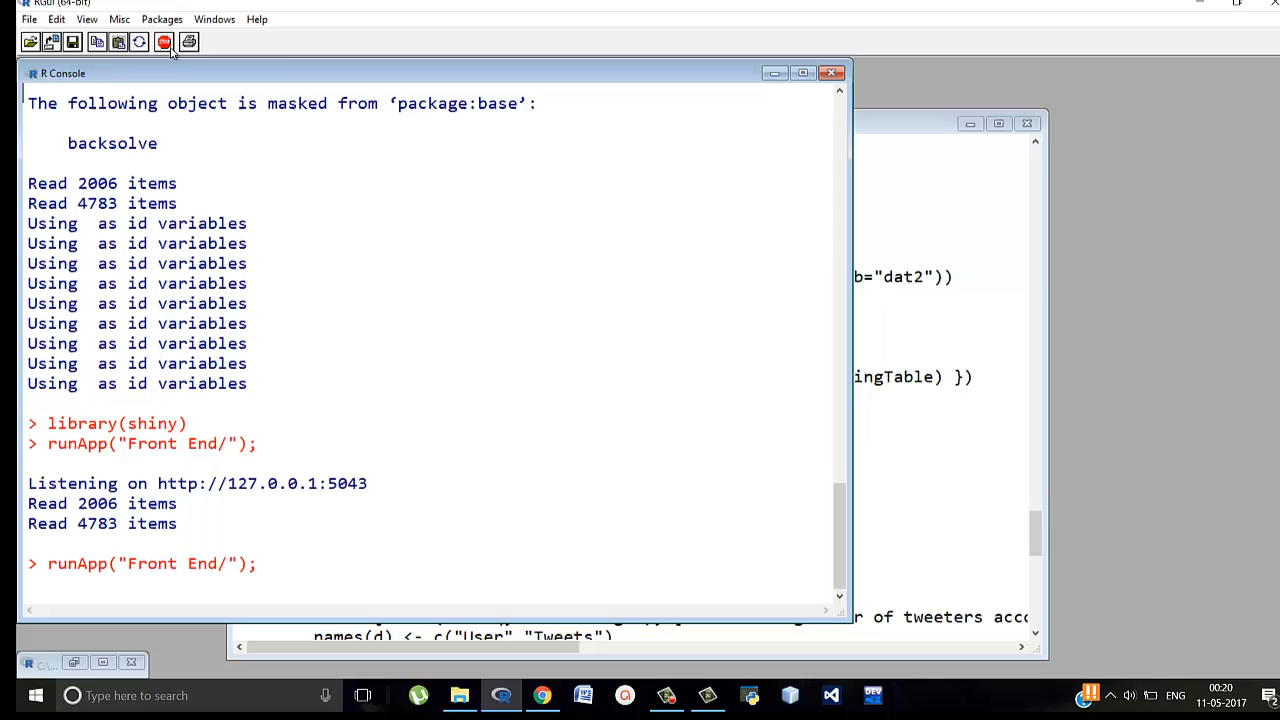 RGui (64-bit)
File Edit View Misc Packages Windows Help
STOP
R Console
The following object is masked from ‘package:base’:
backsolve
Read 2006 items
Read 4783 items
Using  as id variables
Using  as id variables
Using  as id variables
Using  as id variables
Using  as id variables
Using  as id variables
Using  as id variables
Using  as id variables
Using  as id variables
> library(shiny)
> runApp("Front End/");
Listening on http://127.0.0.1:5043
Read 2006 items
Read 4783 items
> runApp("Front End/");
b="dat2"))
ingTable) })
r of tweeters acco
names(d) <- c("User" "Tweets")
R C:\...
Type here to search
DEV
ENG
00:20
11-05-2017
2